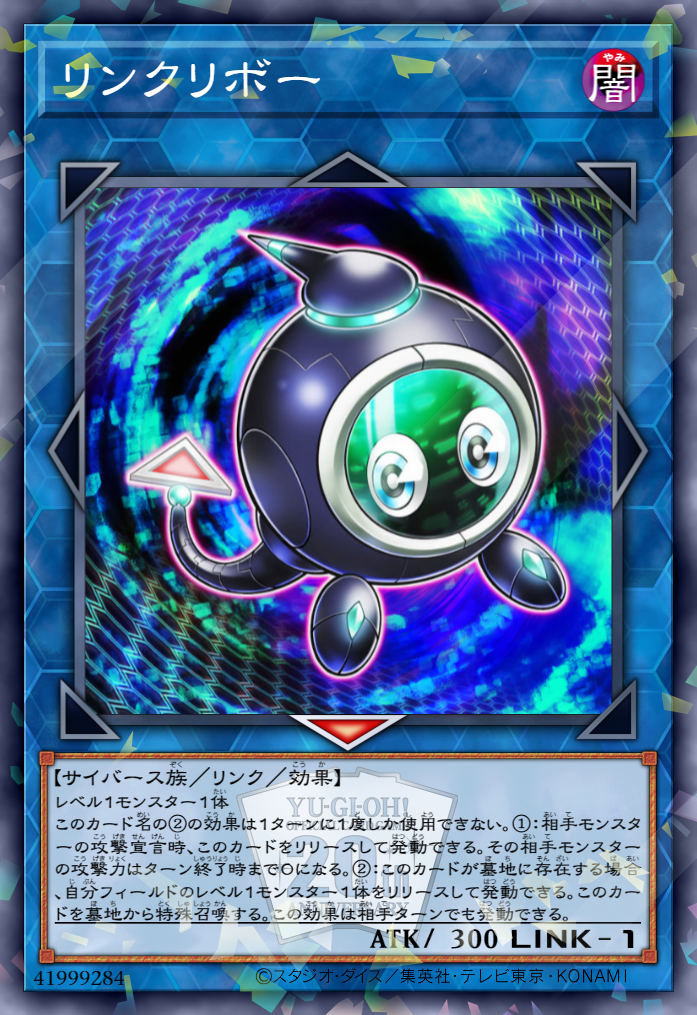 リンクリボー
闇
【サイバース族／リンク／効果】
レベル1モンスター1体
このカード名の②の効果は1ターンに1度しか使用できない。①：相手モンスタ
ーの攻撃宣言時、このカードをリリースして発動できる。その相手モンスター
の攻撃力はターン終了時まで0になる。②：このカードが墓地に存在する場合
、自分フィールドのレベル1モンスター1体をリリースして発動できる。このカー
ドを墓地から特殊召喚する。この効果は相手ターンでも発動できる。
YU-GI-OH!
20th
ANNIVERSARY
ATK/ 300 LINK-1
41999284 ©スタジオ・ダイス／集英社・テレビ東京・KONAMI